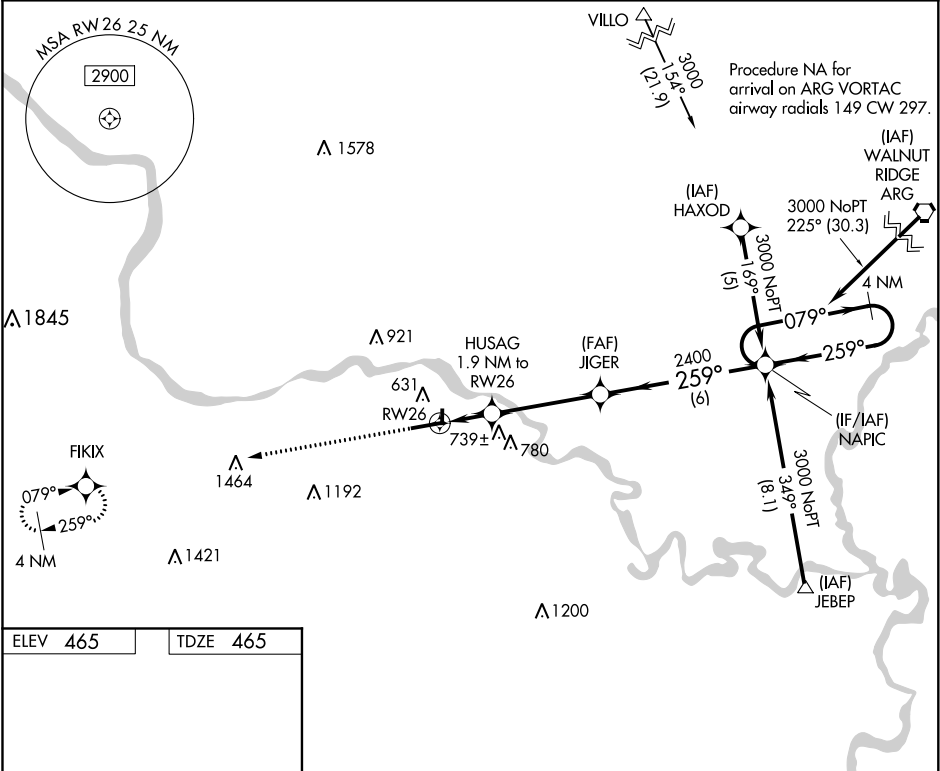 MSA RW26 25 NM
2900
VILLO
3000
154°
(21.9)
Procedure NA for
arrival on ARG VORTAC
airway radials 149 CW 297.
(IAF)
WALNUT
RIDGE
ARG
3000 NoPT
225° (30.3)
(IAF)
HAXOD
3000 NoPT
169°
(5)
4 NM
079°
259°
1578
1845
921
HUSAG
1.9 NM to
RW26
(FAF)
JIGER
2400
259°
(6)
(IF/IAF)
NAPIC
631
RW26
739±
780
1464
1192
FIKIX
079°
259°
4 NM
1421
3000 NoPT
349°
(8.1)
(IAF)
JEBEP
1200
ELEV 465
TDZE 465